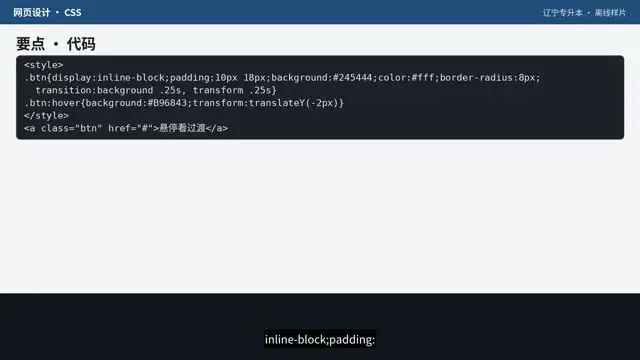 网页设计 • CSS
辽宁专升本 • 离线样片
要点 • 代码
<style>
.btn{display:inline-block;padding:10px 18px;background:#245444;color:#fff;border-radius:8px;
  transition:background .25s, transform .25s}
.btn:hover{background:#B96843;transform:translateY(-2px)}
</style>
<a class="btn" href="#">悬停看过渡</a>
inline-block;padding: